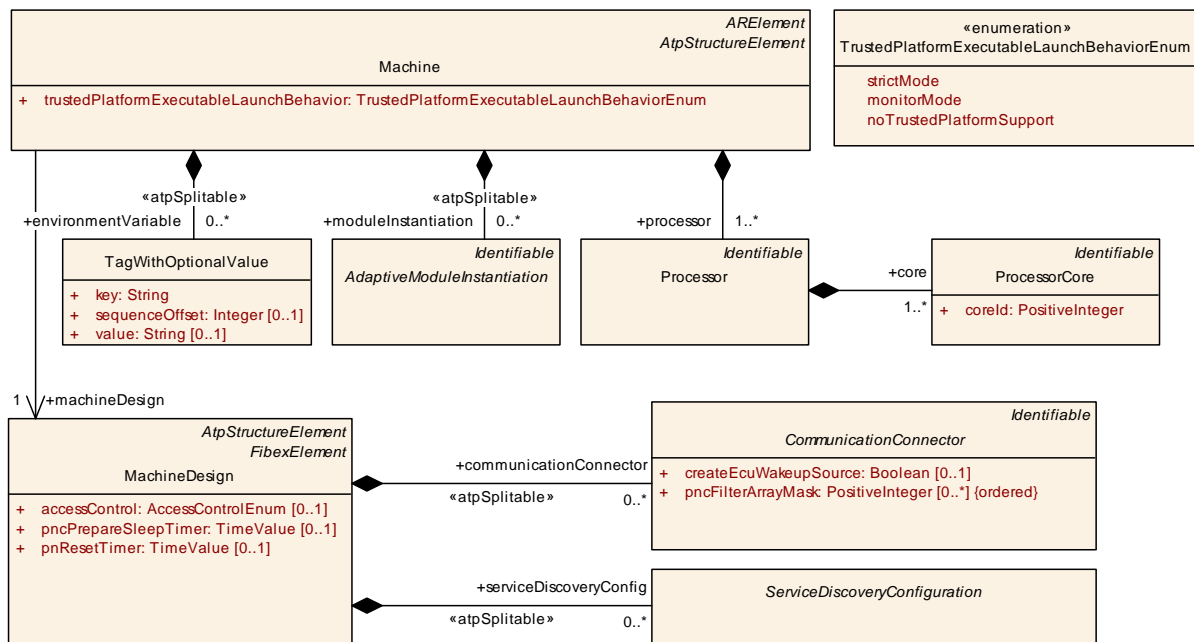 ARElement
AtpStructureElement
Machine
+ trustedPlatformExecutableLaunchBehavior: TrustedPlatformExecutableLaunchBehaviorEnum
«enumeration»
TrustedPlatformExecutableLaunchBehaviorEnum
strictMode
monitorMode
noTrustedPlatformSupport
«atpSplitable»
+environmentVariable 0..*
«atpSplitable»
+moduleInstantiation 0..*
+processor 1..*
TagWithOptionalValue
+ key: String
+ sequenceOffset: Integer [0..1]
+ value: String [0..1]
Identifiable
AdaptiveModuleInstantiation
Identifiable
Processor
+core
1..*
Identifiable
ProcessorCore
+ coreId: PositiveInteger
1 +machineDesign
AtpStructureElement
FibexElement
MachineDesign
+ accessControl: AccessControlEnum [0..1]
+ pncPrepareSleepTimer: TimeValue [0..1]
+ pnResetTimer: TimeValue [0..1]
+communicationConnector
«atpSplitable» 0..*
Identifiable
CommunicationConnector
+ createEcuWakeupSource: Boolean [0..1]
+ pncFilterArrayMask: PositiveInteger [0..*] {ordered}
+serviceDiscoveryConfig
«atpSplitable» 0..*
ServiceDiscoveryConfiguration